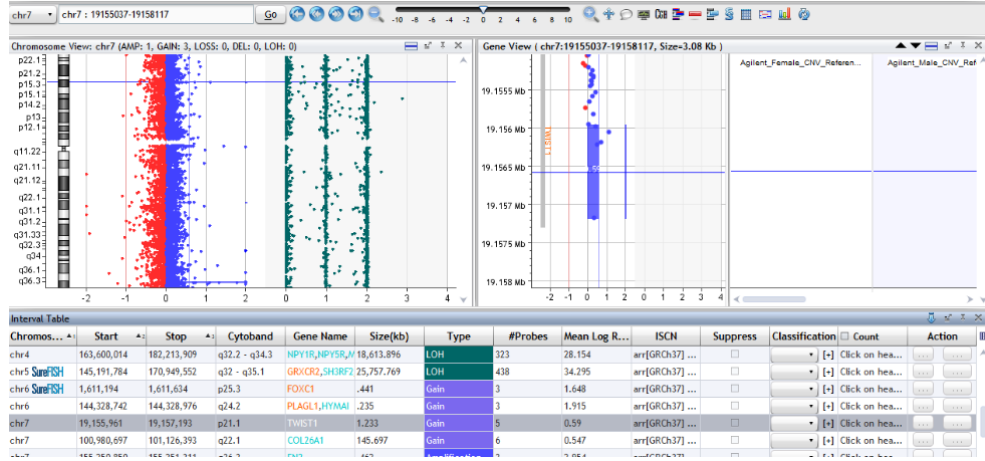 chr7 chr7 : 19155037-19158117 Go -10 -8 -6 -4 -2 0 2 4 6 8 10
Chromosome View: chr7 (AMP: 1, GAIN: 3, LOSS: 0, DEL: 0, LOH: 0)
p22.1
p21.2
p15.3
p15.1
p14.2
p13
p12.1
q11.22
q21.11
q21.12
q22.1
q31.1
q31.2
q31.33
q32.3
q34
q36.1
q36.3
-2 -1 0 1 2 0 1 2 3 4
Gene View ( chr7:19155037-19158117, Size=3.08 Kb )
Agilent_Female_CNV_Referen... Agilent_Male_CNV_Ref
19.1555 Mb
19.156 Mb
19.1565 Mb
19.157 Mb
19.1575 Mb
19.158 Mb
TWIST1
-2 -1 0 1 2 0 1 2 3 4
Interval Table
Chromos... Start Stop Cytoband Gene Name Size(kb) Type #Probes Mean Log R... ISCN Suppress Classification Count Action
chr4 163,600,014 182,213,909 q32.2 - q34.3 NPY1R,NPY5R,M 18,613.896 LOH 323 28.154 arr[GRCh37] ... [+] Click on hea... ... ...
chr5 SureFISH 145,191,784 170,949,552 q32 - q35.1 GRXCR2,SH3RF2 25,757.769 LOH 438 34.295 arr[GRCh37] ... [+] Click on hea... ... ...
chr6 SureFISH 1,611,194 1,611,634 p25.3 FOXC1 .441 Gain 3 1.648 arr[GRCh37] ... [+] Click on hea... ... ...
chr6 144,328,742 144,328,976 q24.2 PLAGL1,HYMAI .235 Gain 3 1.915 arr[GRCh37] ... [+] Click on hea... ... ...
chr7 19,155,961 19,157,193 p21.1 TWIST1 1.233 Gain 5 0.59 arr[GRCh37] ... [+] Click on hea... ... ...
chr7 100,980,697 101,126,393 q22.1 COL26A1 145.697 Gain 6 0.547 arr[GRCh37] ... [+] Click on hea... ... ...